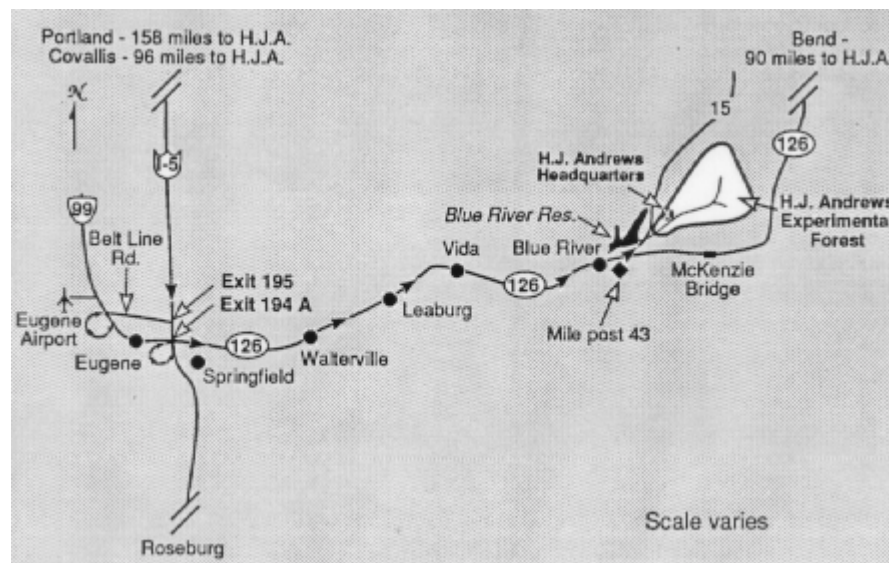 Portland - 158 miles to H.J.A.
Covallis - 96 miles to H.J.A.
Bend -
90 miles to H.J.A.
N
15
126
I-5
H.J. Andrews
Headquarters
99
Belt Line
Rd.
Blue River Res.
H.J. Andrews
Experimental
Forest
Vida
Blue River
Exit 195
Exit 194 A
126
McKenzie
Bridge
Leaburg
Eugene
Airport
Mile post 43
Eugene
126
Walterville
Springfield
Scale varies
Roseburg